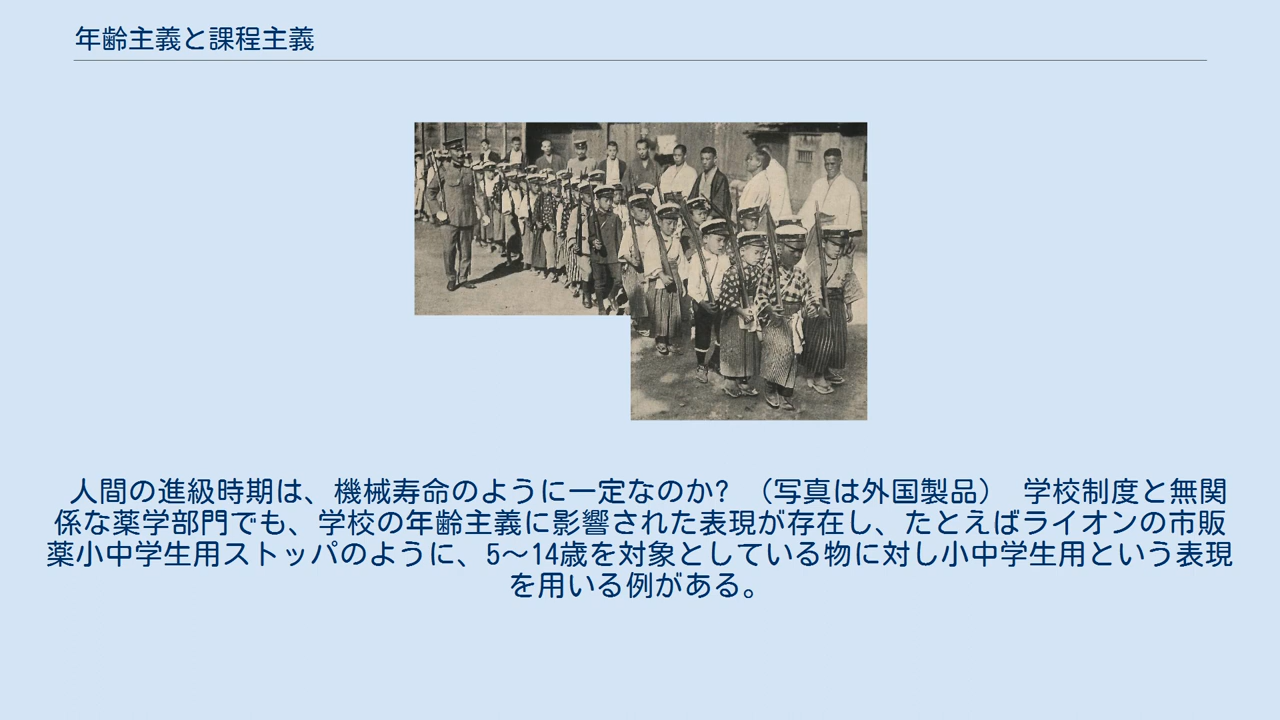 年齢主義と課程主義
人間の進級時期は、機械寿命のように一定なのか? （写真は外国製品） 学校制度と無関
係な薬学部門でも、学校の年齢主義に影響された表現が存在し、たとえばライオンの市販
薬小中学生用ストッパのように、5〜14歳を対象としている物に対し小中学生用という表現
を用いる例がある。